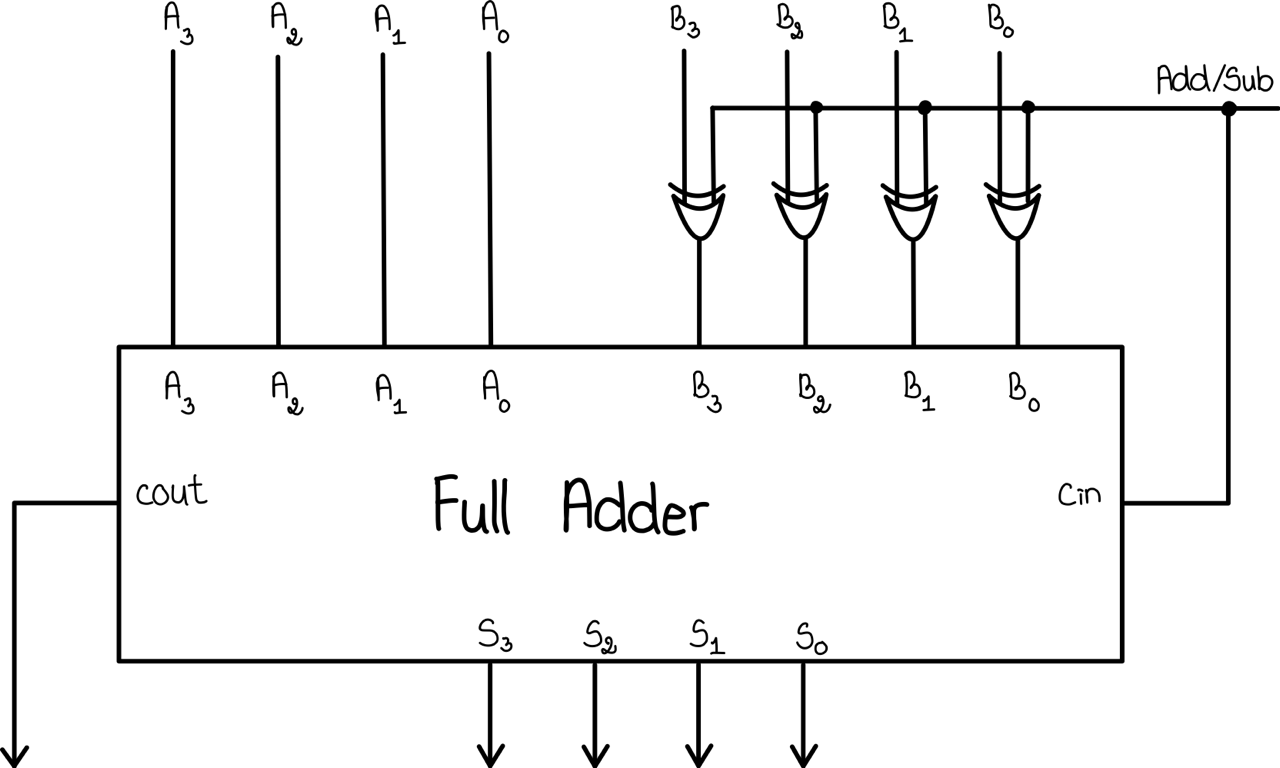 A₃ A₂ A₁ A₀ B₃ B₂ B₁ B₀
Add/Sub
A₃ A₂ A₁ A₀ B₃ B₂ B₁ B₀
cout Full Adder Cin
S₃ S₂ S₁ S₀